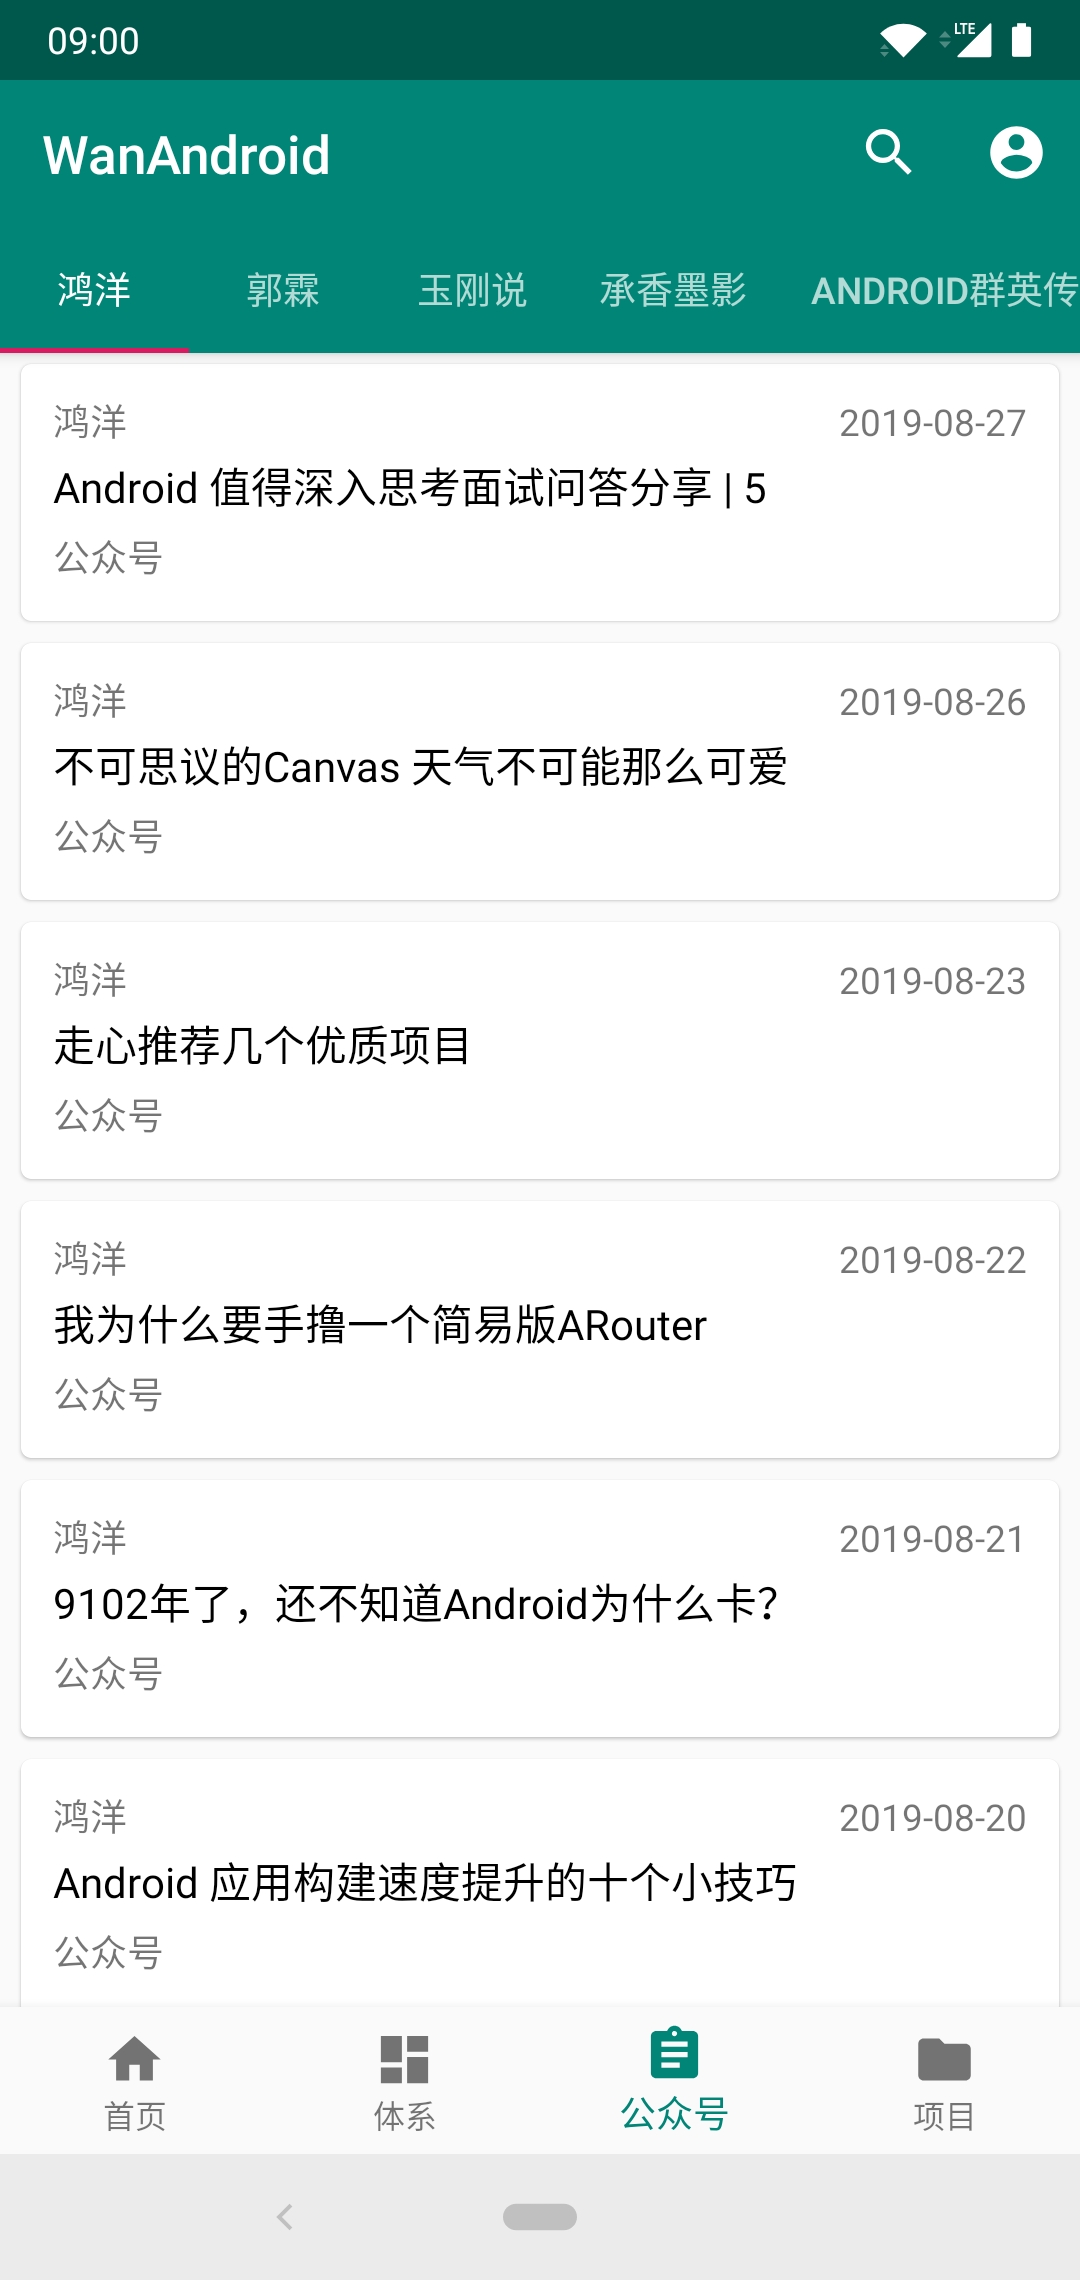 09:00
LTE
WanAndroid
鸿洋 郭霖 玉刚说 承香墨影 ANDROID群英传
鸿洋 2019-08-27
Android 值得深入思考面试问答分享 | 5
公众号
鸿洋 2019-08-26
不可思议的Canvas 天气不可能那么可爱
公众号
鸿洋 2019-08-23
走心推荐几个优质项目
公众号
鸿洋 2019-08-22
我为什么要手撸一个简易版ARouter
公众号
鸿洋 2019-08-21
9102年了，还不知道Android为什么卡？
公众号
鸿洋 2019-08-20
Android 应用构建速度提升的十个小技巧
公众号
首页 体系 公众号 项目